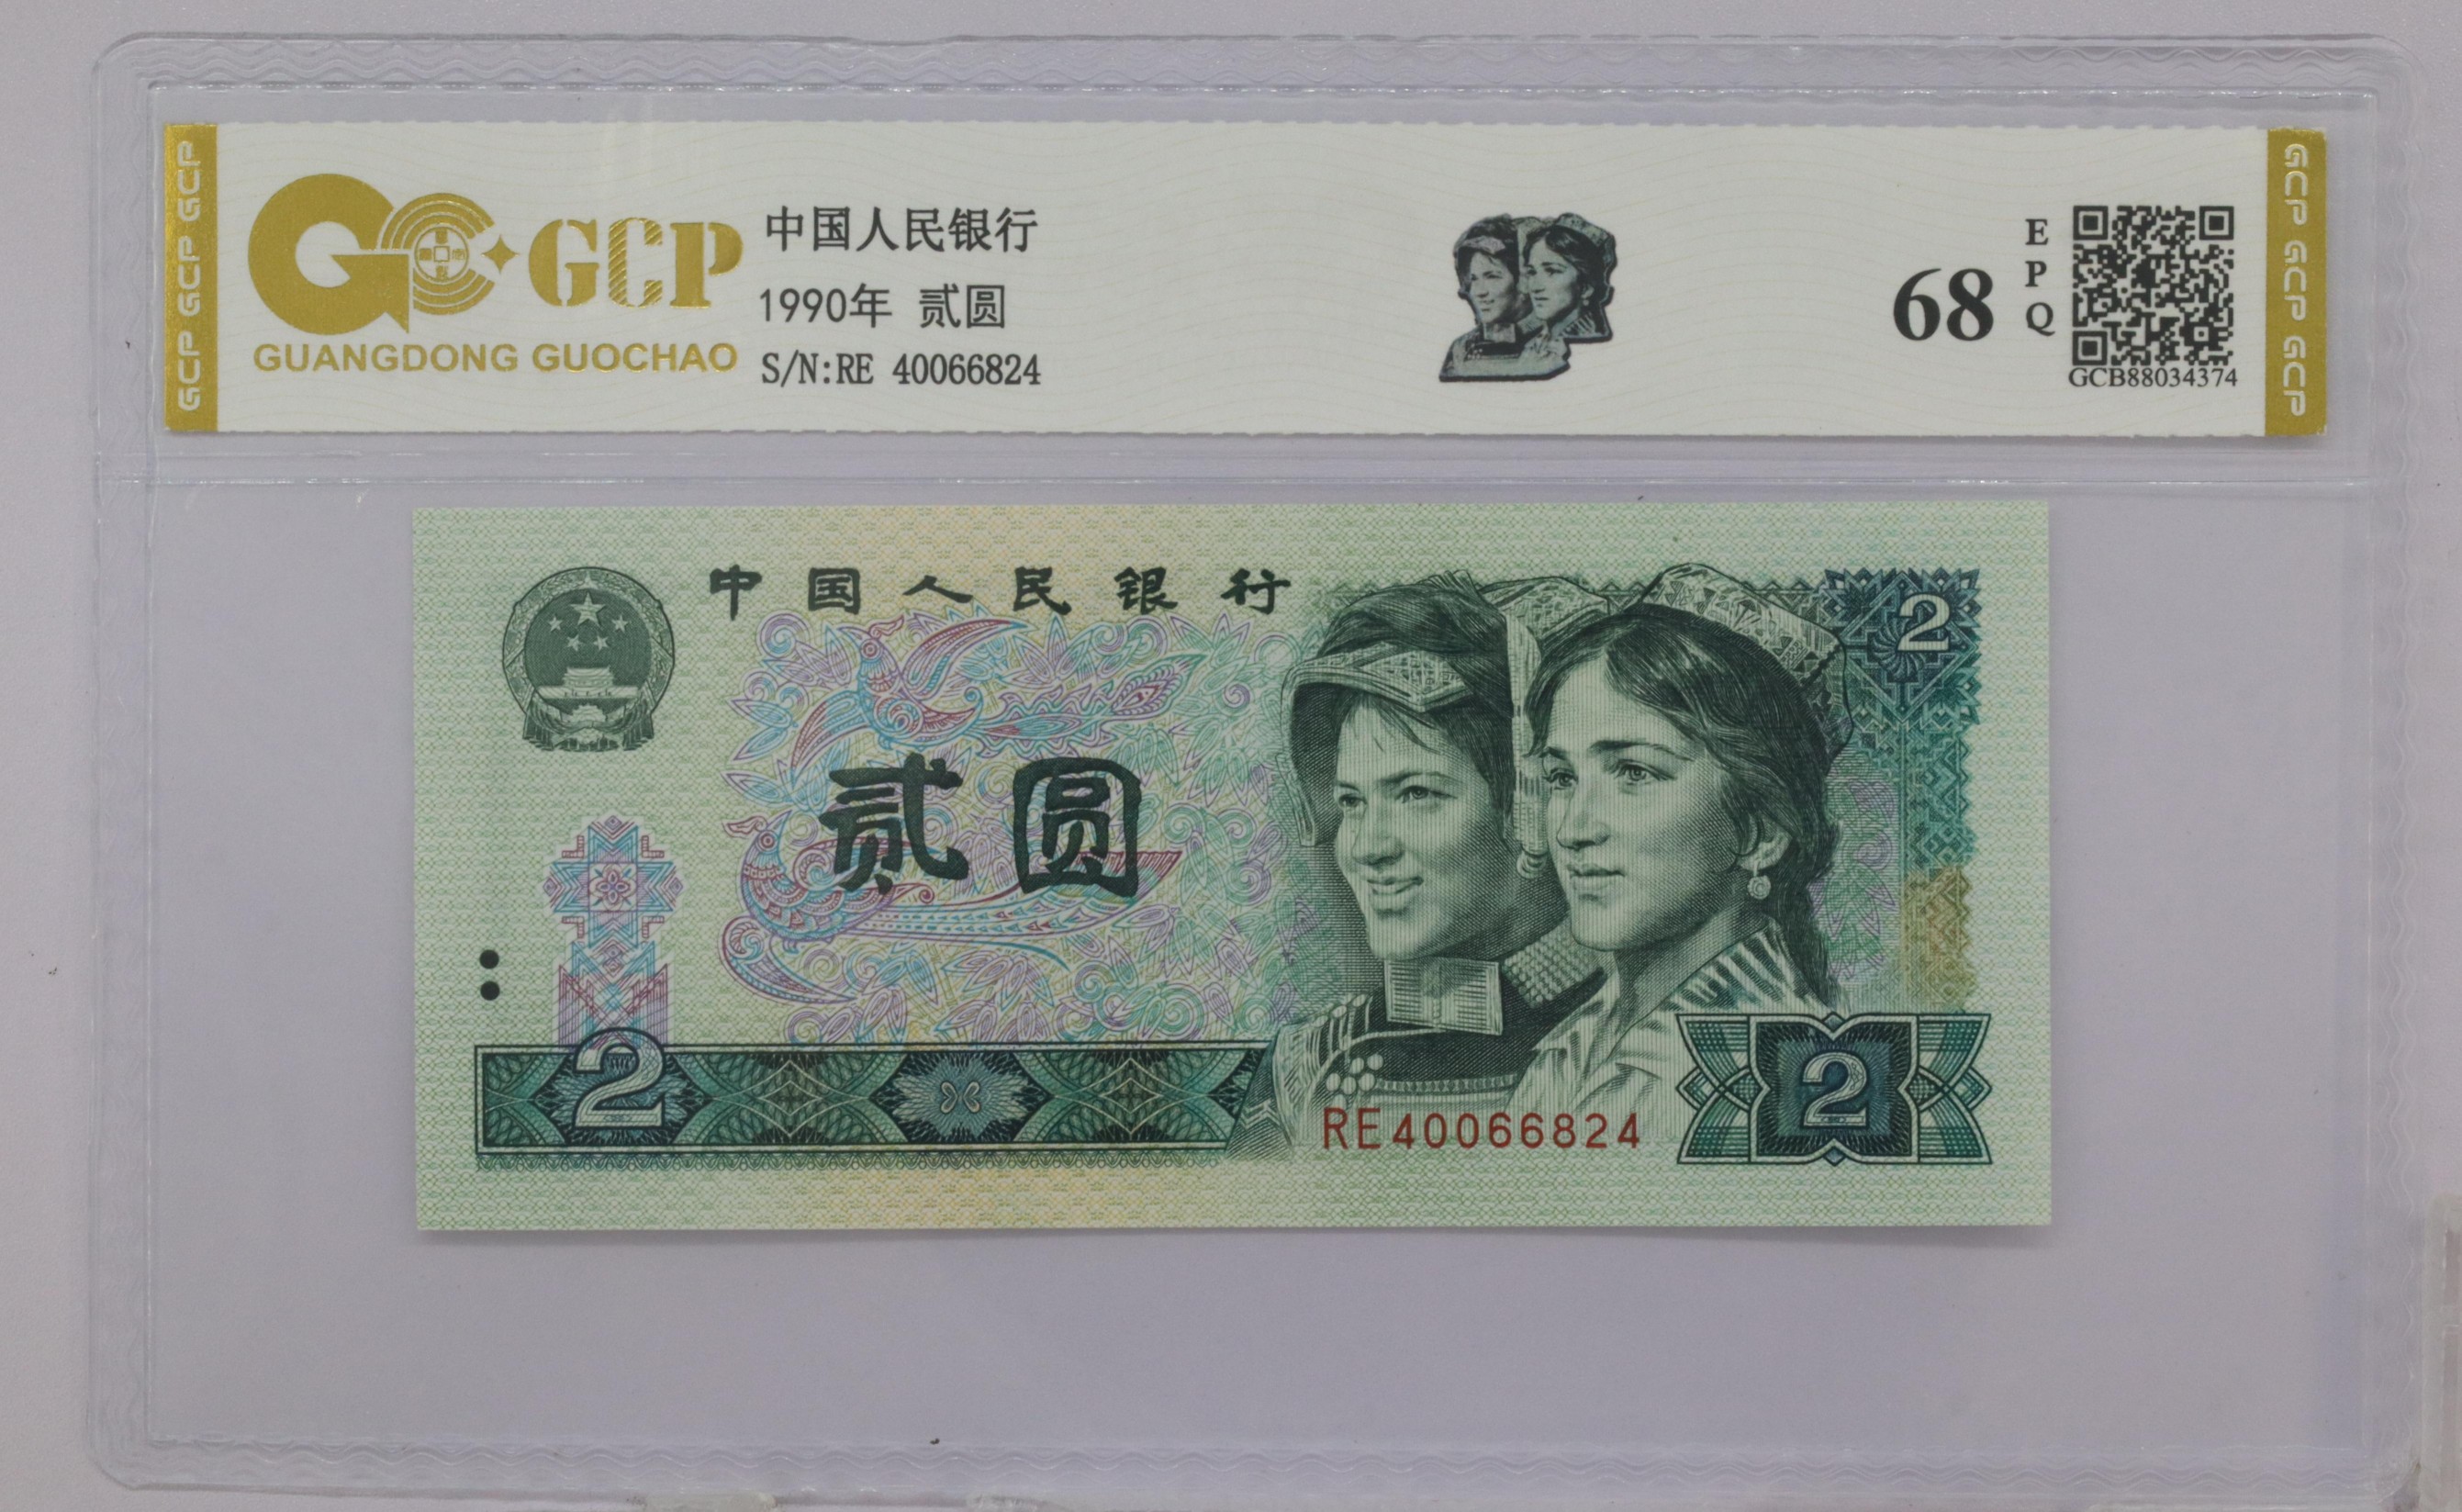 GCP GCP GCP
GCP
GUANGDONG GUOCHAO
中国人民银行
1990年 贰圆
S/N:RE 40066824
68
EPQ
GCB88034374
GCP GCP GCP
中国人民银行
2
贰圆
2
RE40066824
2